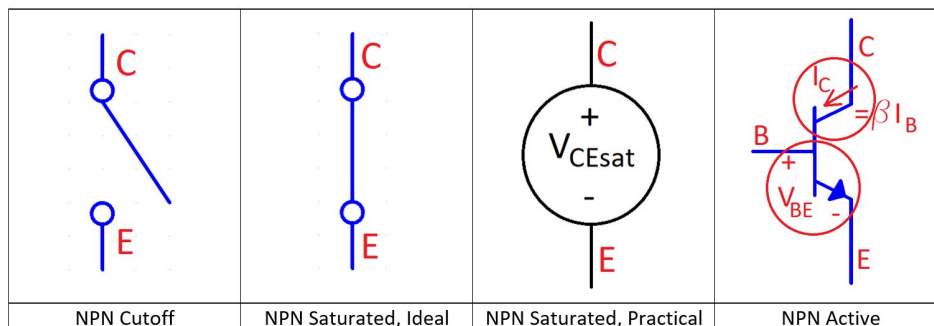 C
E
NPN Cutoff
C
E
NPN Saturated, Ideal
C
+
VCEsat
-
E
NPN Saturated, Practical
C
IC
=βIB
B
+
VBE
-
E
NPN Active